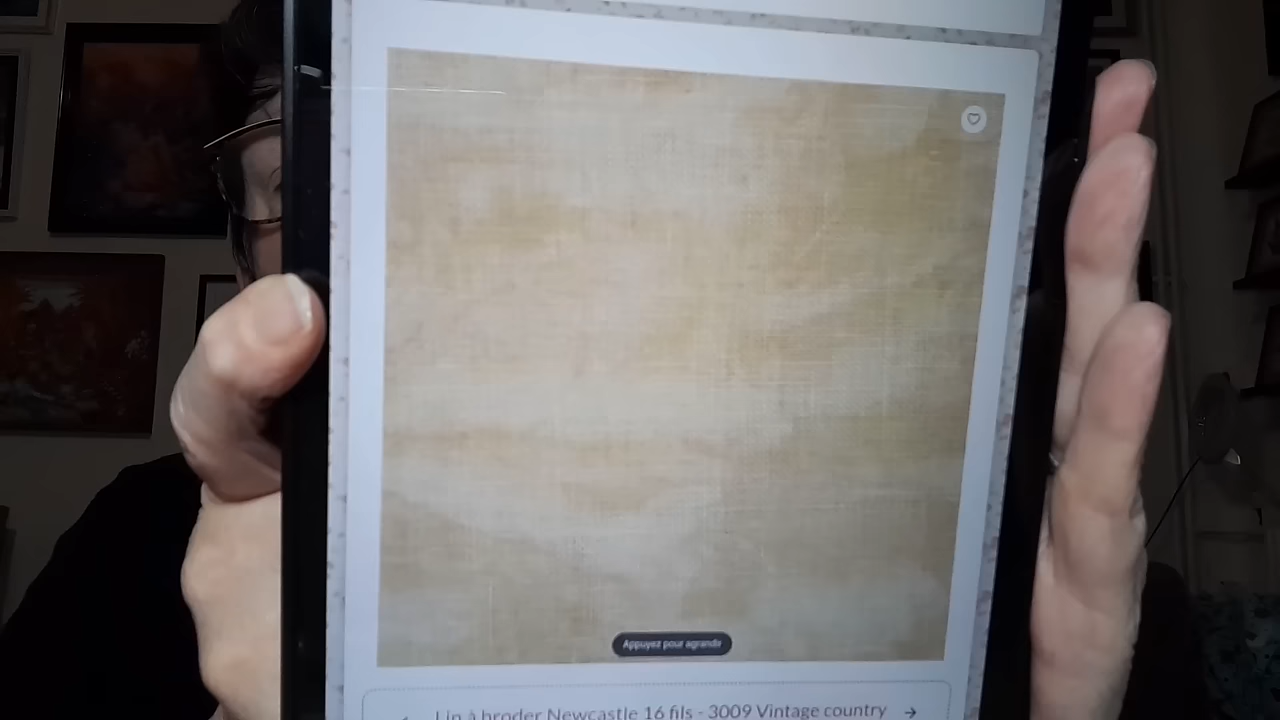 Appuyez pour agrandir
Lin à broder Newcastle 16 fils - 3009 Vintage country